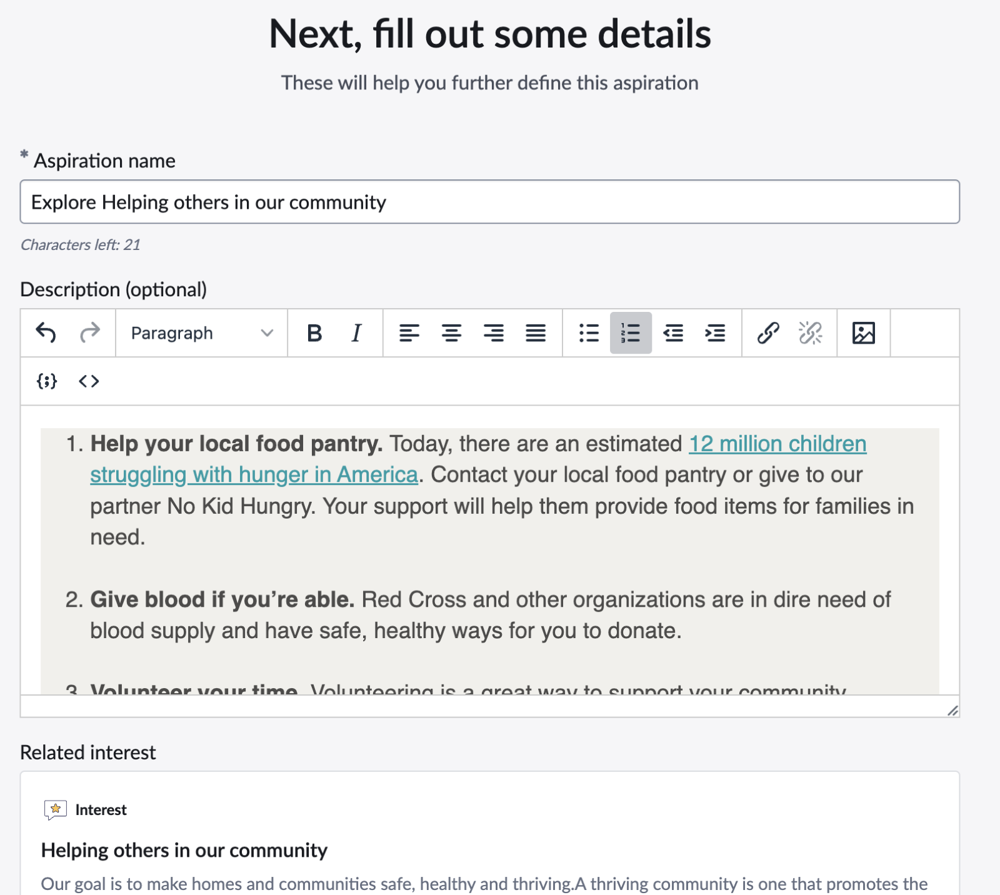 Next, fill out some details
These will help you further define this aspiration
* Aspiration name
Explore Helping others in our community
Characters left: 21
Description (optional)
Paragraph
1. Help your local food pantry. Today, there are an estimated 12 million children
struggling with hunger in America. Contact your local food pantry or give to our
partner No Kid Hungry. Your support will help them provide food items for families in
need.
2. Give blood if you’re able. Red Cross and other organizations are in dire need of
blood supply and have safe, healthy ways for you to donate.
3. Volunteer your time. Volunteering is a great way to support your community.
Related interest
Interest
Helping others in our community
Our goal is to make homes and communities safe, healthy and thriving.A thriving community is one that promotes the